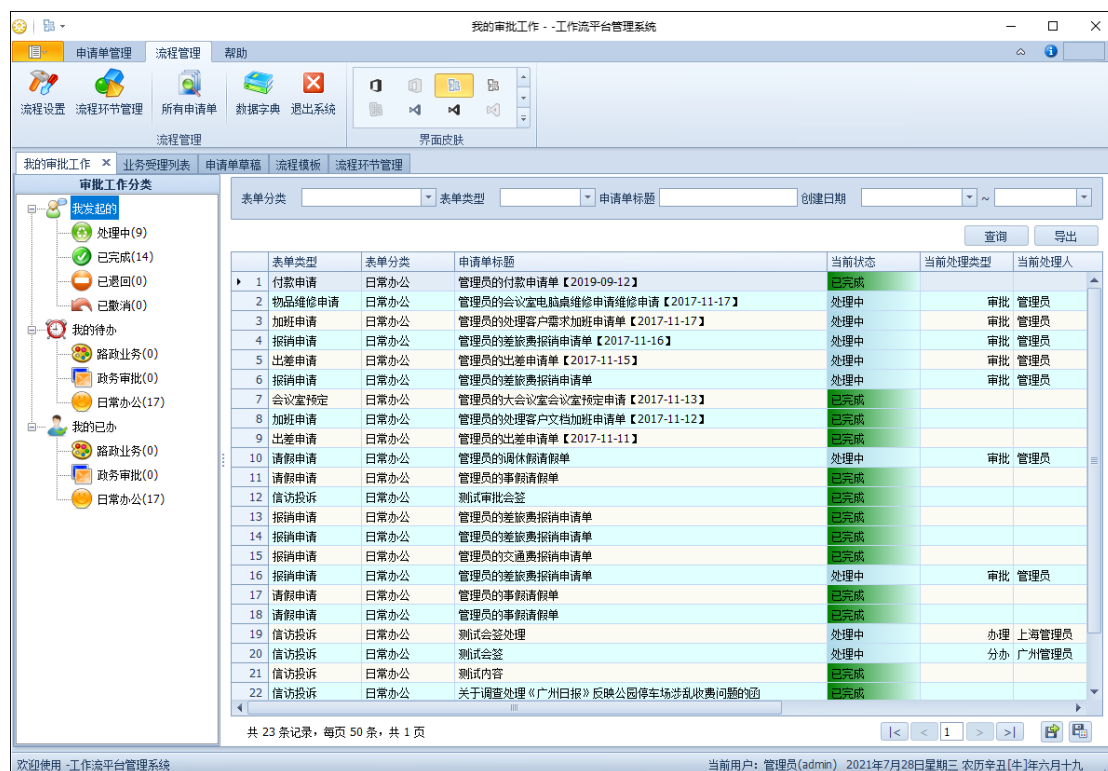 我的审批工作 - -工作流平台管理系统
申请单管理 流程管理 帮助
流程设置 流程环节管理 所有申请单 数据字典 退出系统
流程管理 界面皮肤
我的审批工作 业务受理列表 申请单草稿 流程模板 流程环节管理
审批工作分类
我发起的
处理中(9)
已完成(14)
已退回(0)
已撤消(0)
我的待办
路政业务(0)
政务审批(0)
日常办公(17)
我的已办
路政业务(0)
政务审批(0)
日常办公(17)
表单分类 表单类型 申请单标题 创建日期 ~
查询 导出
表单类型 表单分类 申请单标题 当前状态 当前处理类型 当前处理人
1 付款申请 日常办公 管理员的付款申请单【2019-09-12】 已完成
2 物品维修申请 日常办公 管理员的会议室电脑桌维修申请维修申请【2017-11-17】 处理中 审批 管理员
3 加班申请 日常办公 管理员的处理客户需求加班申请单【2017-11-17】 处理中 审批 管理员
4 报销申请 日常办公 管理员的差旅费报销申请单【2017-11-16】 处理中 审批 管理员
5 出差申请 日常办公 管理员的出差申请单【2017-11-15】 处理中 审批 管理员
6 报销申请 日常办公 管理员的差旅费报销申请单 处理中 审批 管理员
7 会议室预定 日常办公 管理员的大会议室会议室预定申请【2017-11-13】 已完成
8 加班申请 日常办公 管理员的处理客户文档加班申请单【2017-11-12】 已完成
9 出差申请 日常办公 管理员的出差申请单【2017-11-11】 已完成
10 请假申请 日常办公 管理员的调休假请假单 处理中 审批 管理员
11 请假申请 日常办公 管理员的事假请假单 已完成
12 信访投诉 日常办公 测试审批会签 已完成
13 报销申请 日常办公 管理员的差旅费报销申请单 已完成
14 报销申请 日常办公 管理员的差旅费报销申请单 已完成
15 报销申请 日常办公 管理员的交通费报销申请单 已完成
16 报销申请 日常办公 管理员的差旅费报销申请单 处理中 审批 管理员
17 请假申请 日常办公 管理员的事假请假单 已完成
18 请假申请 日常办公 管理员的事假请假单 已完成
19 信访投诉 日常办公 测试会签处理 处理中 办理 上海管理员
20 信访投诉 日常办公 测试会签 处理中 分办 广州管理员
21 信访投诉 日常办公 测试内容 已完成
22 信访投诉 日常办公 关于调查处理《广州日报》反映公园停车场涉乱收费问题的函 已完成
共 23 条记录，每页 50 条，共 1 页 |< < 1 > >|
欢迎使用 -工作流平台管理系统 当前用户: 管理员(admin) 2021年7月28日星期三 农历辛丑[牛]年六月十九